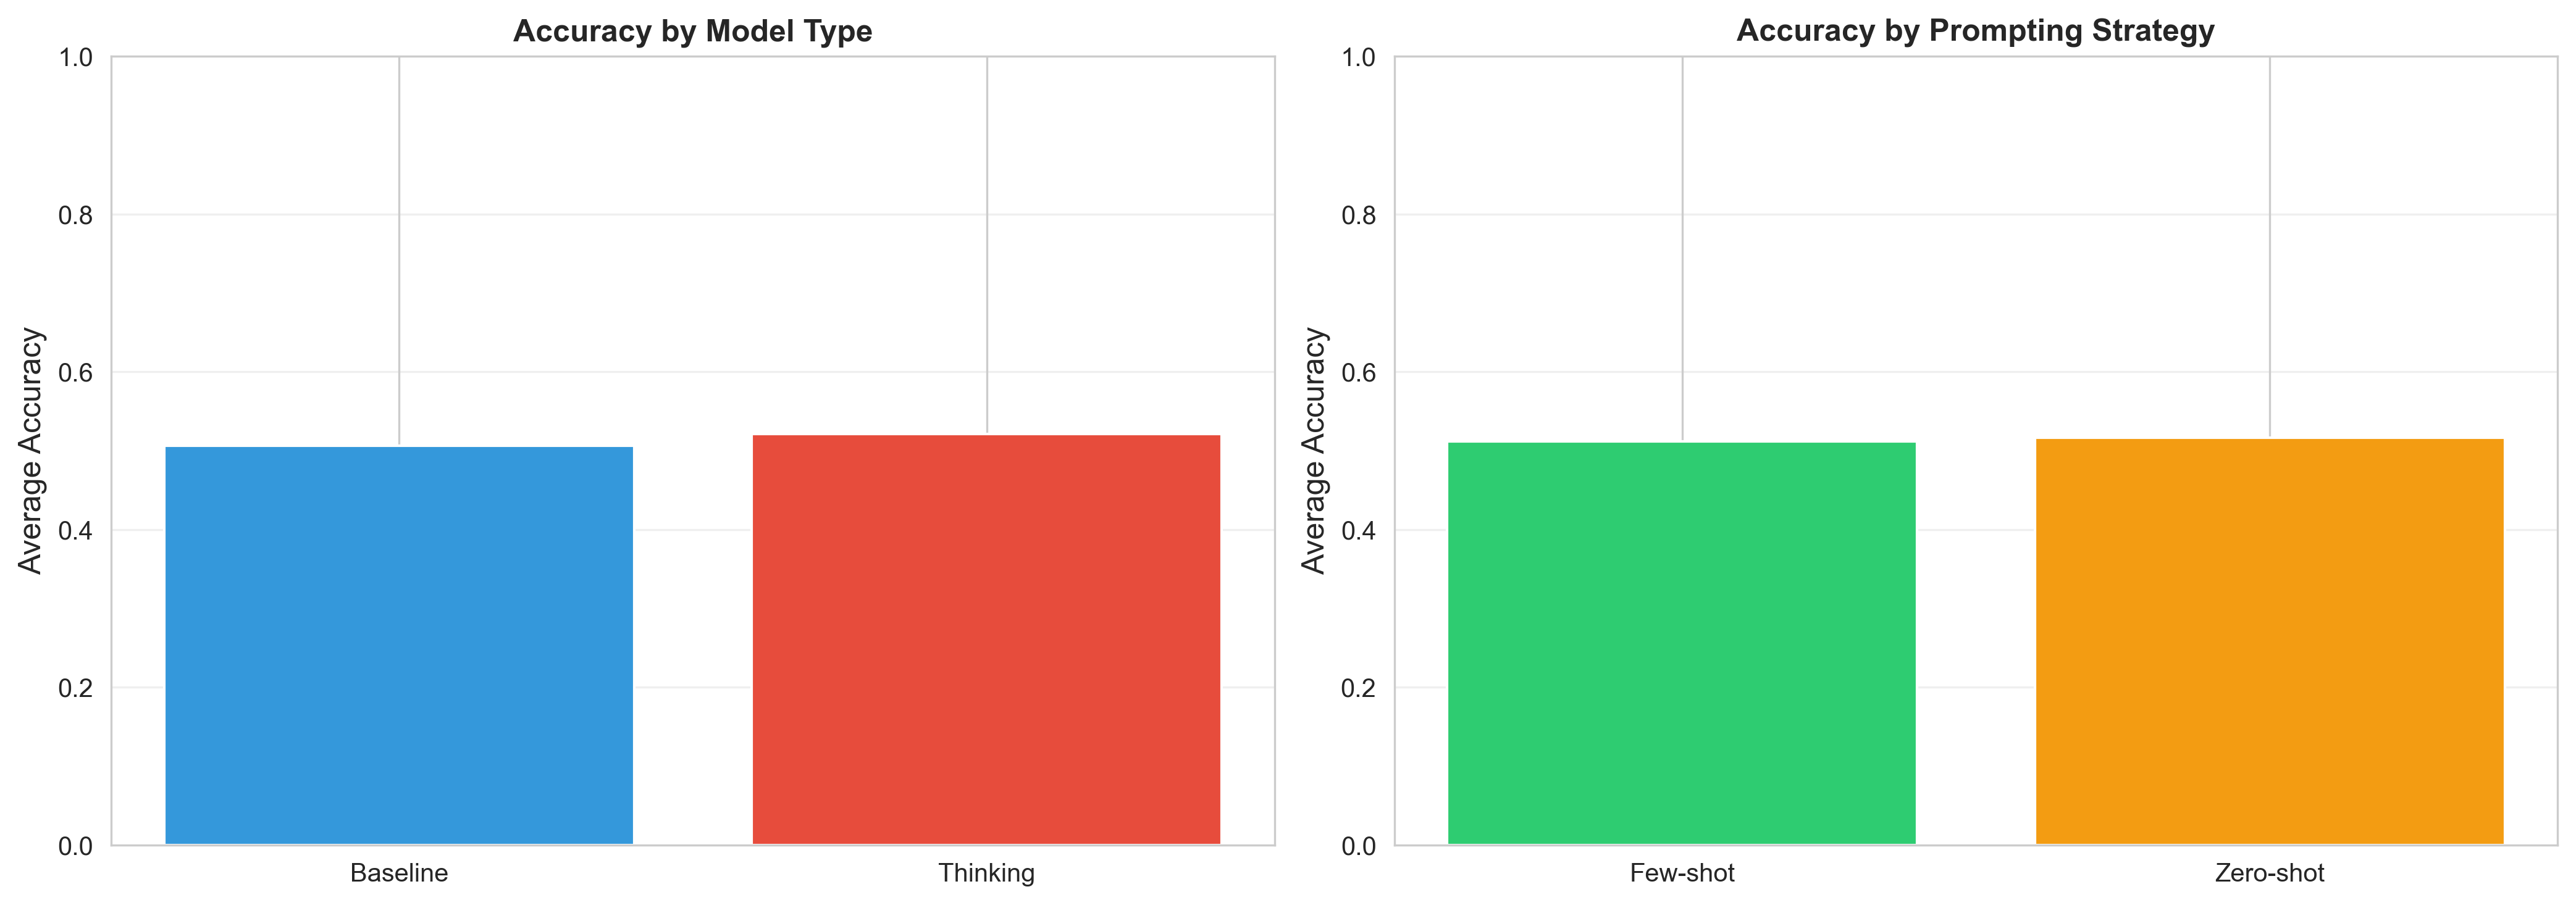 Accuracy by Model Type
Average Accuracy
1.0
0.8
0.6
0.4
0.2
0.0
Baseline
Thinking
Accuracy by Prompting Strategy
Average Accuracy
1.0
0.8
0.6
0.4
0.2
0.0
Few-shot
Zero-shot